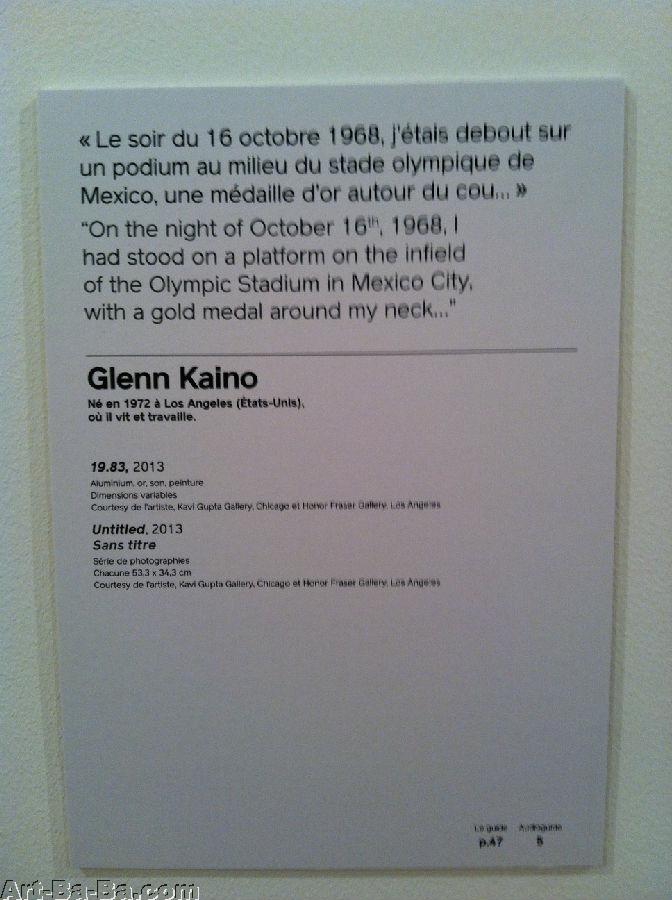 « Le soir du 16 octobre 1968, j'étais debout sur
un podium au milieu du stade olympique de
Mexico, une médaille d'or autour du cou... »
“On the night of October 16th, 1968, I
had stood on a platform on the infield
of the Olympic Stadium in Mexico City,
with a gold medal around my neck...”
Glenn Kaino
Né en 1972 à Los Angeles (États-Unis),
où il vit et travaille.
19.83, 2013
Aluminium, or, son, peinture
Dimensions variables
Courtesy de l'artiste, Kavi Gupta Gallery, Chicago et Honor Fraser Gallery, Los Angeles
Untitled, 2013
Sans titre
Série de photographies
Chacune 53,3 x 34,3 cm
Courtesy de l'artiste, Kavi Gupta Gallery, Chicago et Honor Fraser Gallery, Los Angeles
Le guide Audioguide
p.47 5
Art-Ba-Ba.com